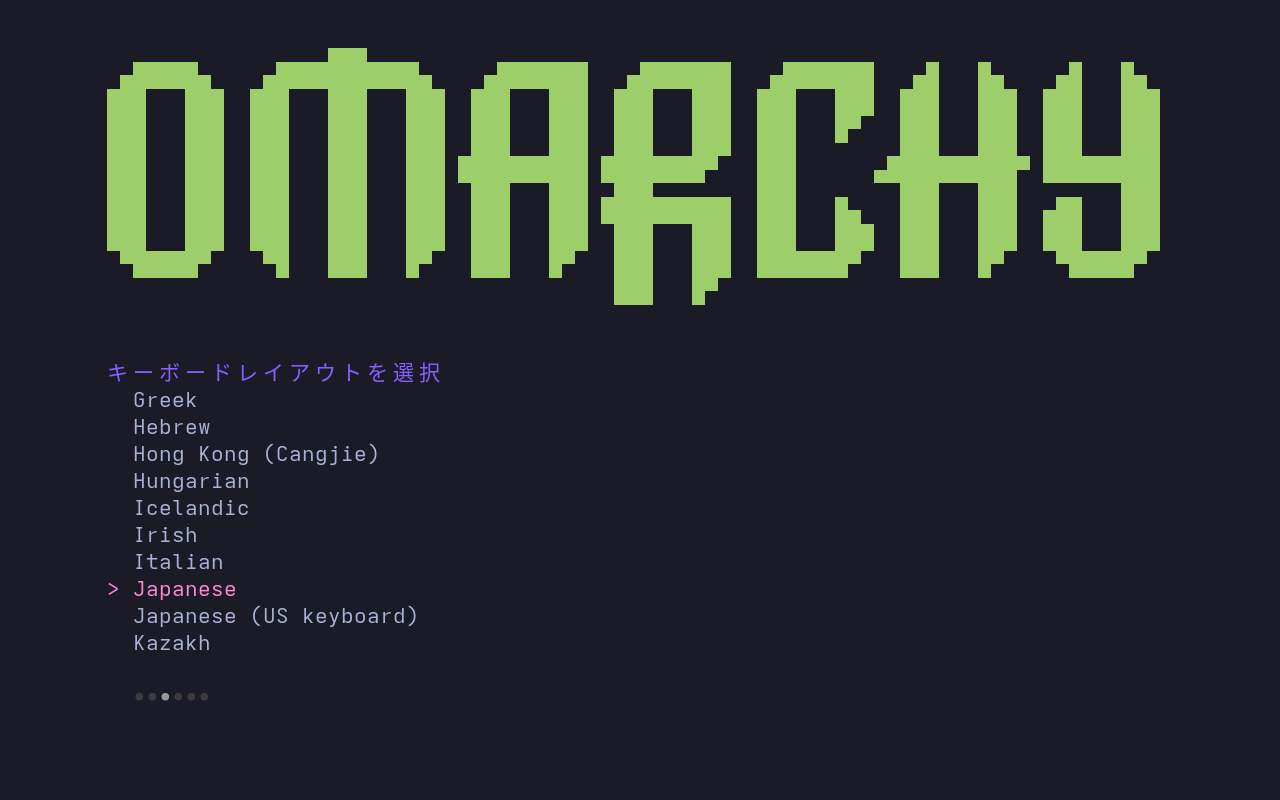 OMARCHY
キーボードレイアウトを選択
Greek
Hebrew
Hong Kong (Cangjie)
Hungarian
Icelandic
Irish
Italian
> Japanese
Japanese (US keyboard)
Kazakh